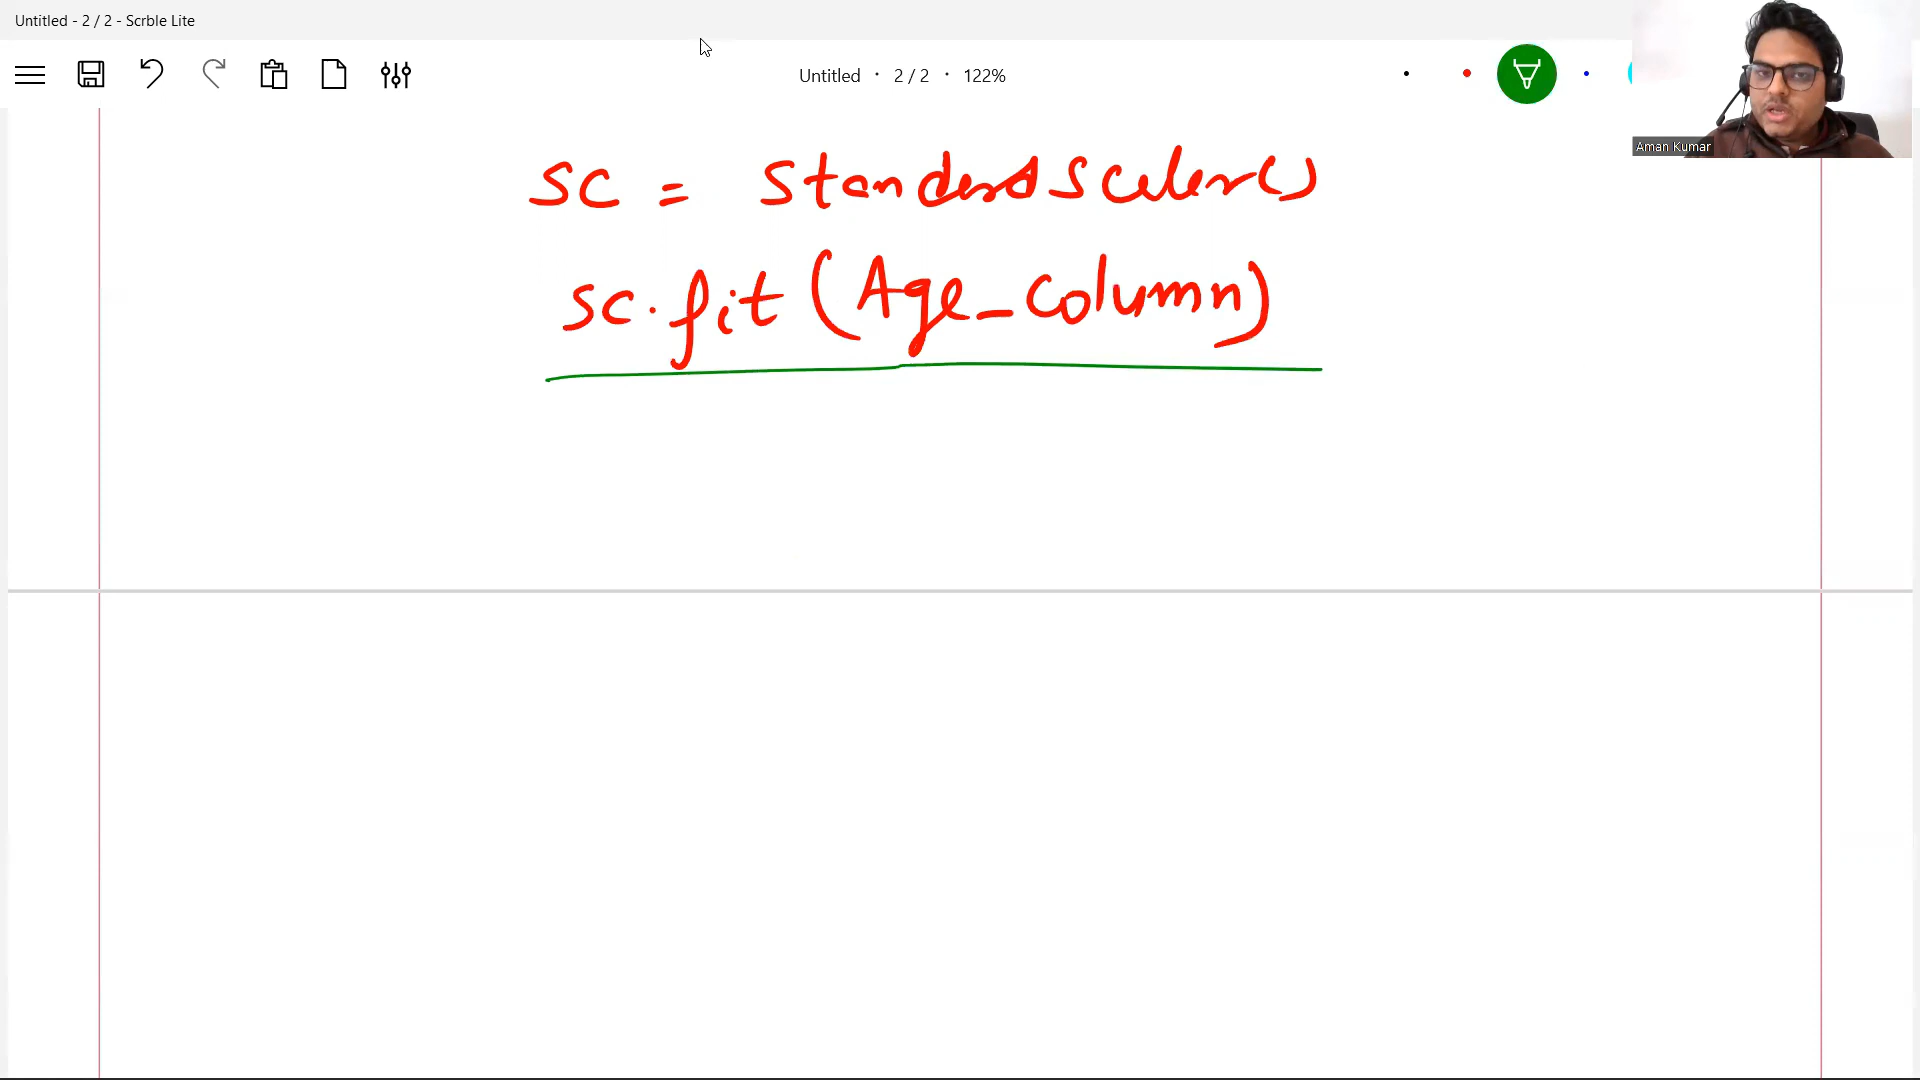 Untitled - 2 / 2 - Scrble Lite
Untitled · 2 / 2 · 122%
Aman Kumar
sc = StandardScaler()
sc.fit (Age_column)